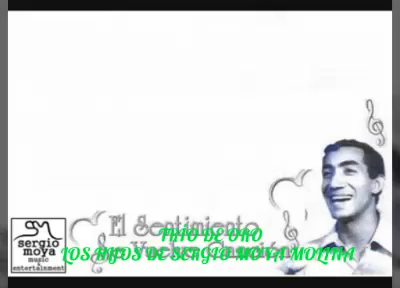 El Sentimiento
TRIO DE ORO
LOS HIJOS DE SERGIO MOYA MOLINA
sergio
moya
music
&
entertainment